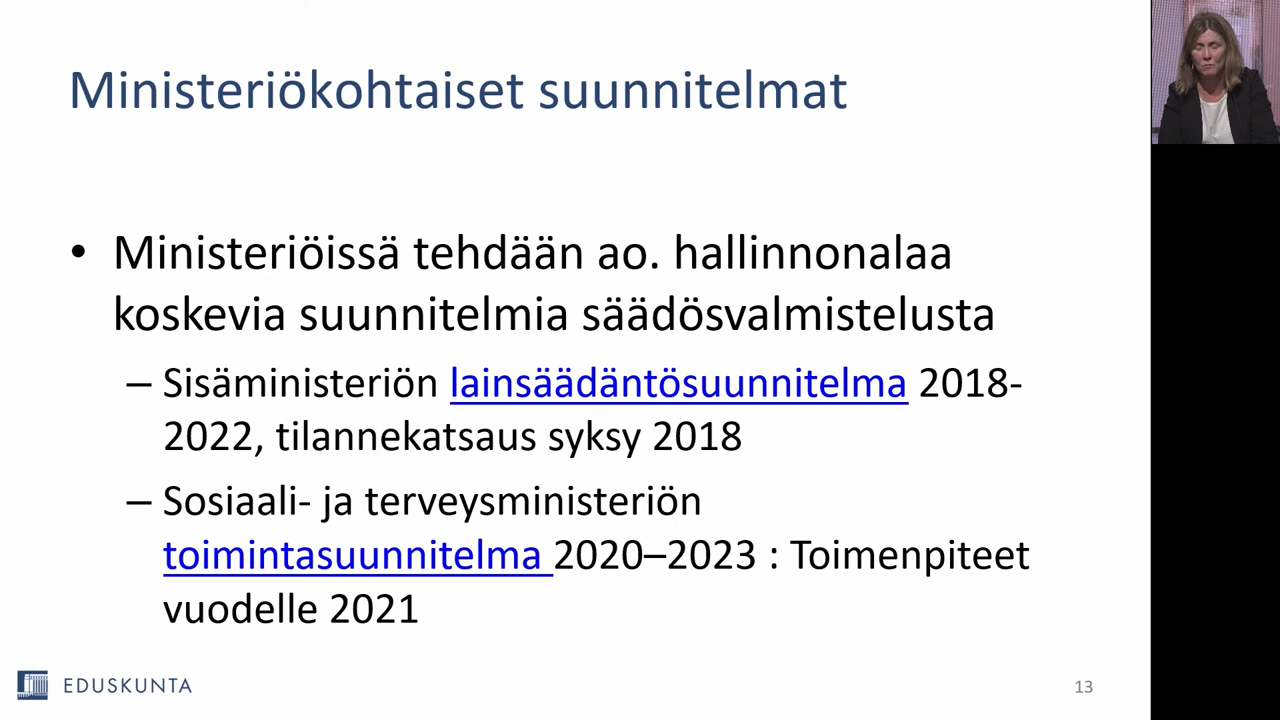 Ministeriökohtaiset suunnitelmat
• Ministeriöissä tehdään ao. hallinnonalaa
koskevia suunnitelmia säädösvalmistelusta
– Sisäministeriön lainsäädäntösuunnitelma 2018-
2022, tilannekatsaus syksy 2018
– Sosiaali- ja terveysministeriön
toimintasuunnitelma 2020–2023 : Toimenpiteet
vuodelle 2021
EDUSKUNTA
13